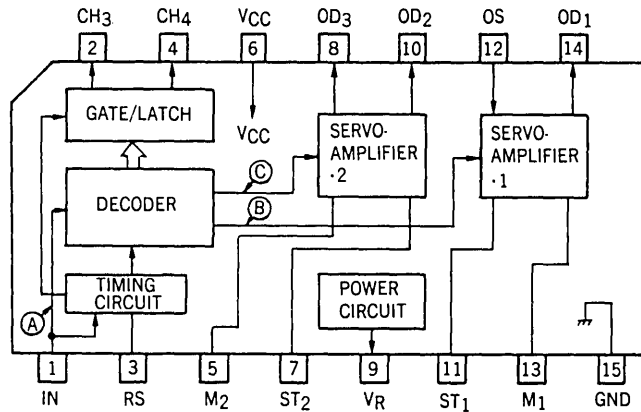 CH3 CH4 VCC OD3 OD2 OS OD1
2 4 6 8 10 12 14
GATE/LATCH
VCC
SERVO-
AMPLIFIER
·2
SERVO-
AMPLIFIER
·1
C
DECODER
B
TIMING
CIRCUIT
POWER
CIRCUIT
A
1 3 5 7 9 11 13 15
IN RS M2 ST2 VR ST1 M1 GND